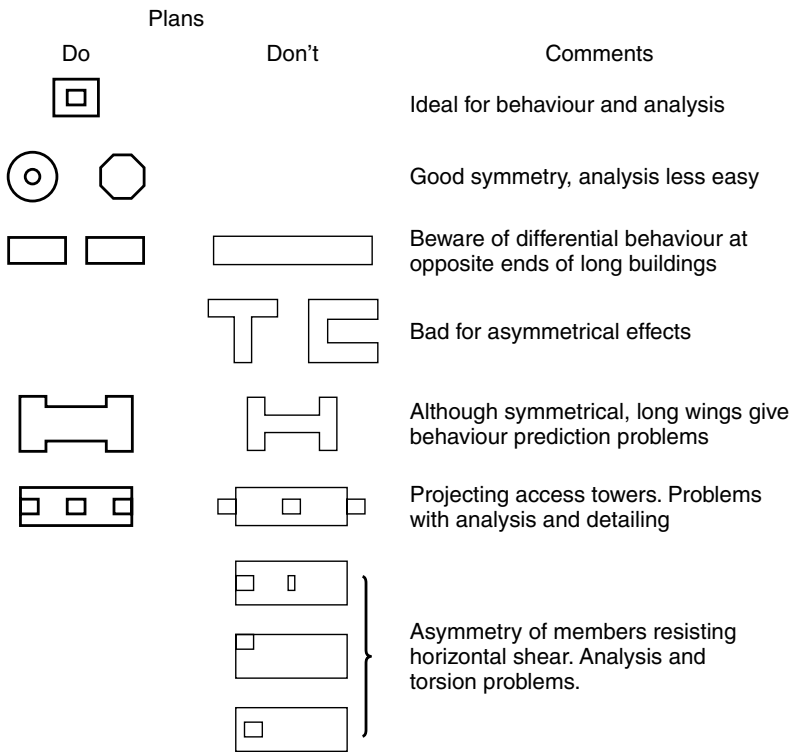 Plans
Do
Don't
Comments
Ideal for behaviour and analysis
Good symmetry, analysis less easy
Beware of differential behaviour at
opposite ends of long buildings
Bad for asymmetrical effects
Although symmetrical, long wings give
behaviour prediction problems
Projecting access towers. Problems
with analysis and detailing
Asymmetry of members resisting
horizontal shear. Analysis and
torsion problems.